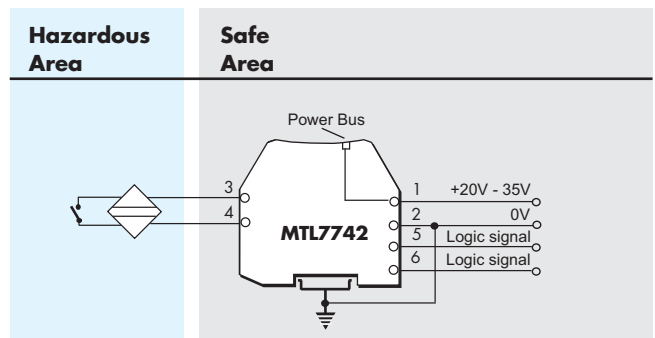 Hazardous
Area
Safe
Area
Power Bus
3
4
MTL7742
1 +20V - 35V
2 0V
5 Logic signal
6 Logic signal